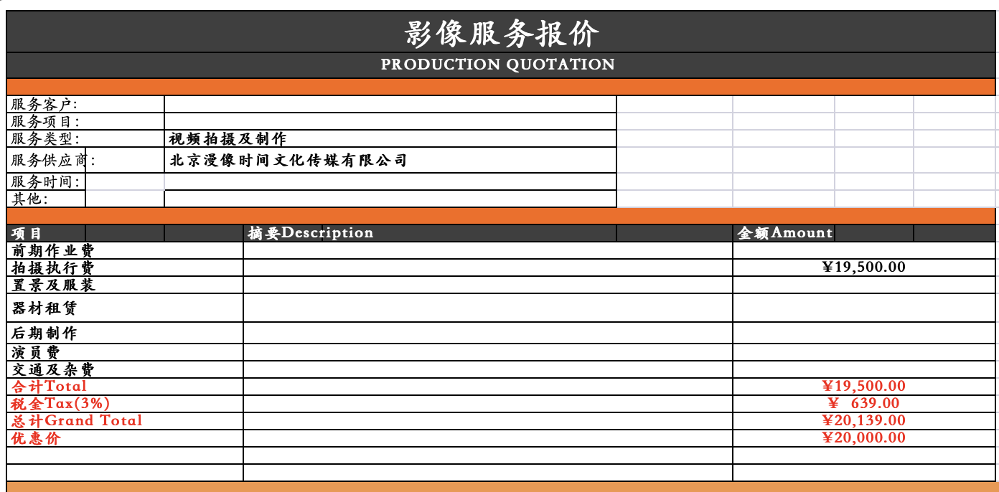 影像服务报价
PRODUCTION QUOTATION
服务客户:
服务项目:
服务类型: 视频拍摄及制作
服务供应商: 北京漫像时间文化传媒有限公司
服务时间:
其他:
项目 摘要Description 金额Amount
前期作业费
拍摄执行费 ¥19,500.00
置景及服装
器材租赁
后期制作
演员费
交通及杂费
合计Total ¥19,500.00
税金Tax(3%) ¥ 639.00
总计Grand Total ¥20,139.00
优惠价 ¥20,000.00